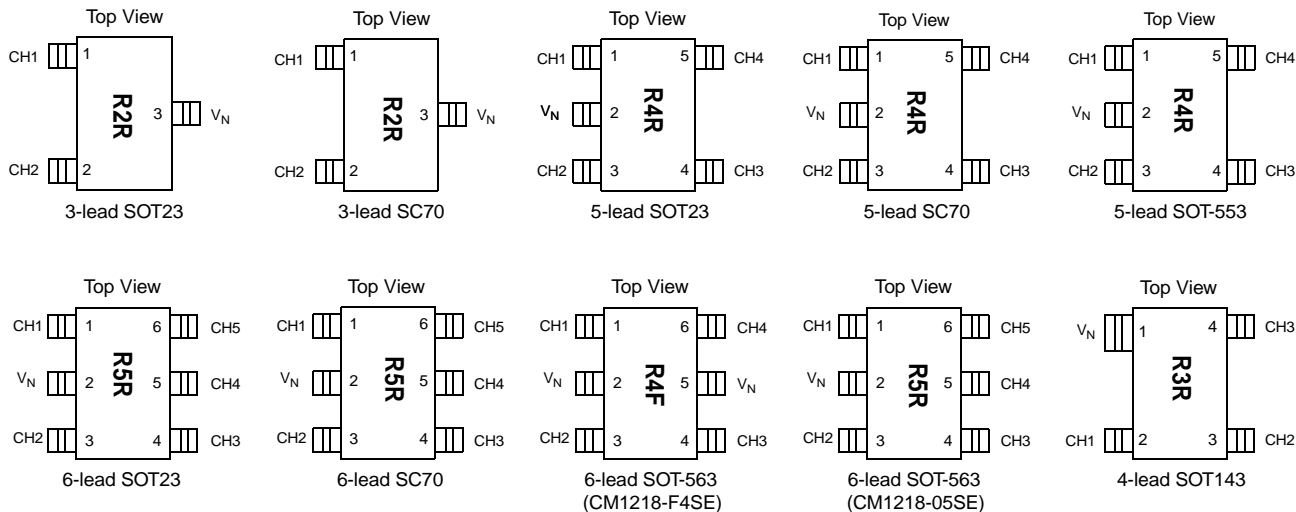 Top View
CH1
1
R2R
3
VN
CH2
2
3-lead SOT23
Top View
CH1
1
R2R
3
VN
CH2
2
3-lead SC70
Top View
CH1
1
5
CH4
VN
2
R4R
CH2
3
4
CH3
5-lead SOT23
Top View
CH1
1
5
CH4
VN
2
R4R
CH2
3
4
CH3
5-lead SC70
Top View
CH1
1
5
CH4
VN
2
R4R
CH2
3
4
CH3
5-lead SOT-553
Top View
CH1
1
6
CH5
VN
2
R5R
5
CH4
CH2
3
4
CH3
6-lead SOT23
Top View
CH1
1
6
CH5
VN
2
R5R
5
CH4
CH2
3
4
CH3
6-lead SC70
Top View
CH1
1
6
CH4
VN
2
R4F
5
VN
CH2
3
4
CH3
6-lead SOT-563
(CM1218-F4SE)
Top View
CH1
1
6
CH5
VN
2
R5R
5
CH4
CH2
3
4
CH3
6-lead SOT-563
(CM1218-05SE)
Top View
VN
1
4
CH3
R3R
CH1
2
3
CH2
4-lead SOT143